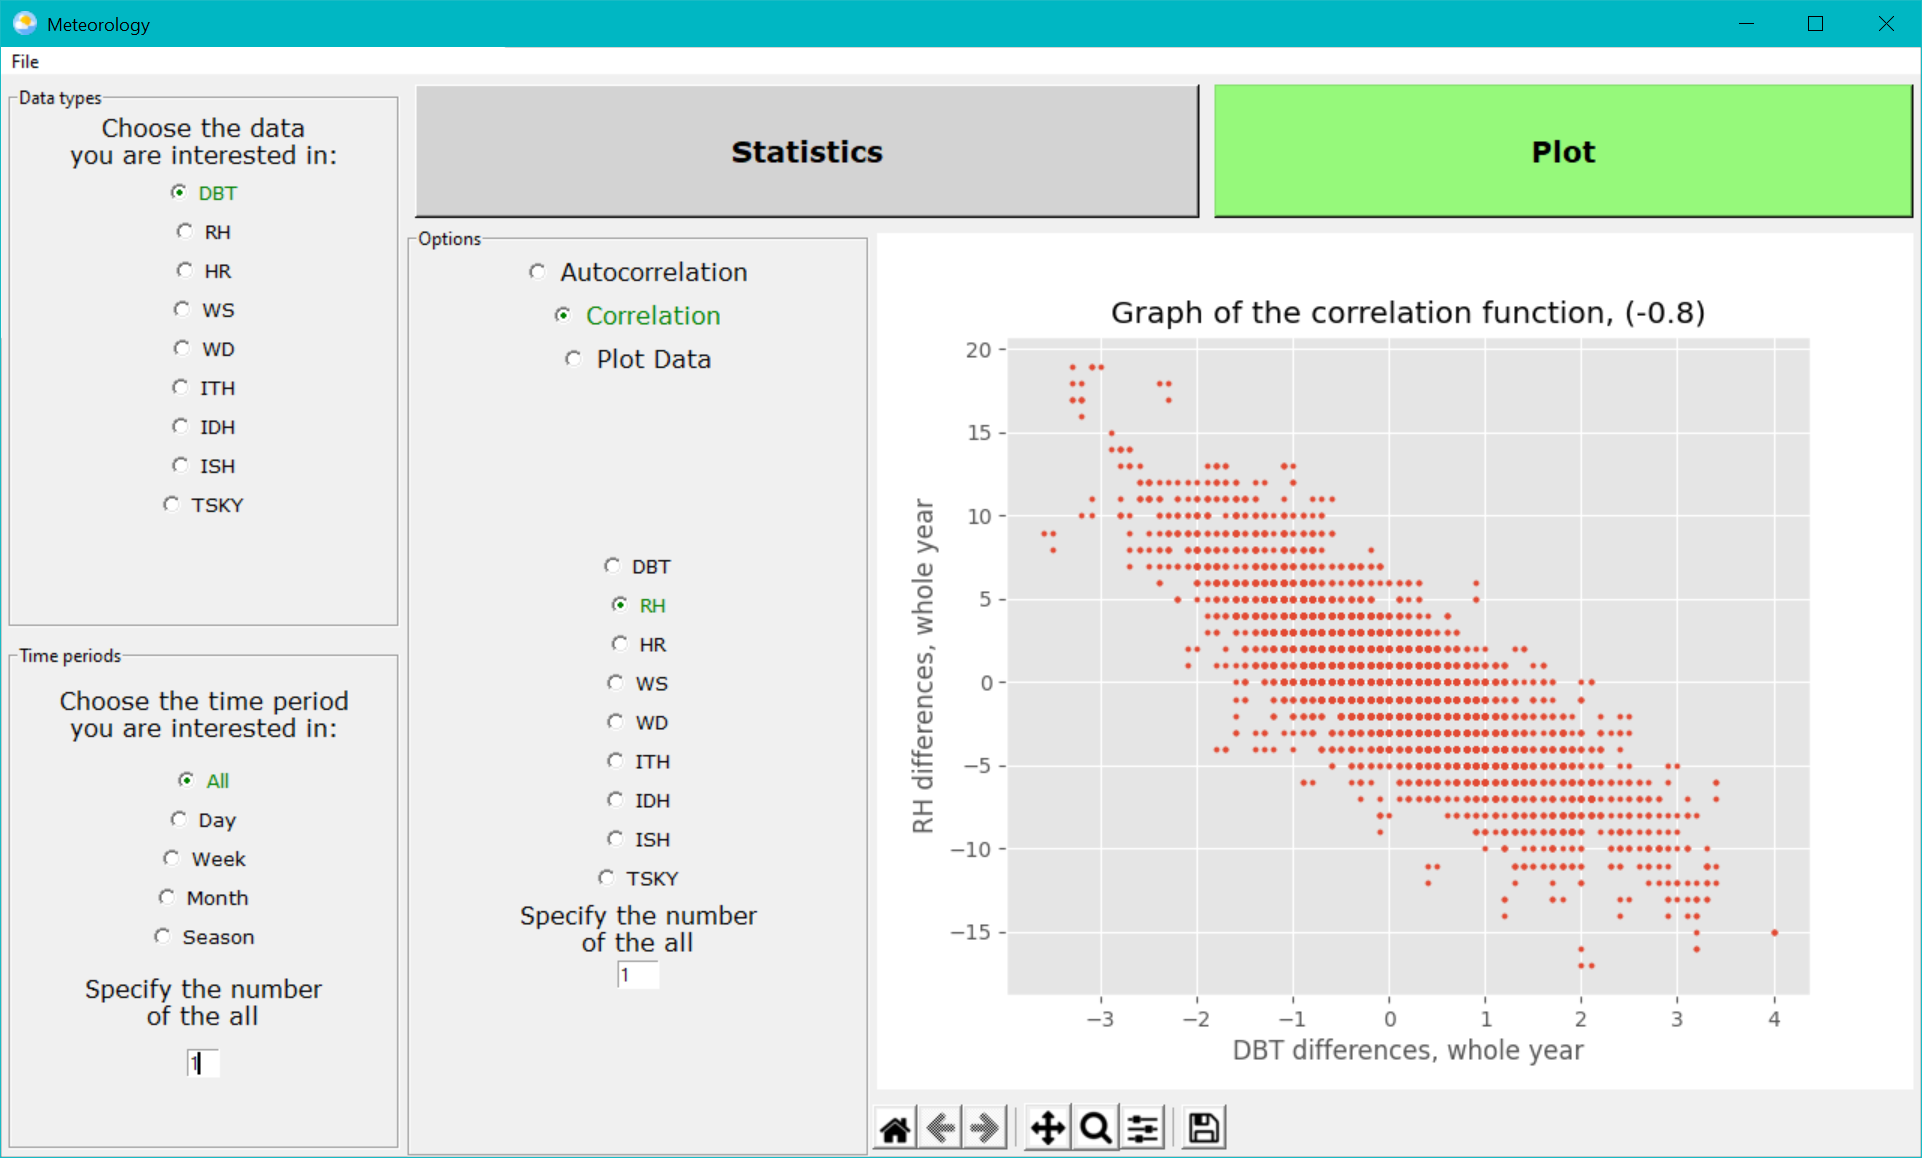 Meteorology
File
Data types
Choose the data
you are interested in:
DBT
RH
HR
WS
WD
ITH
IDH
ISH
TSKY
Time periods
Choose the time period
you are interested in:
All
Day
Week
Month
Season
Specify the number
of the all
1
Statistics
Plot
Options
Autocorrelation
Correlation
Plot Data
DBT
RH
HR
WS
WD
ITH
IDH
ISH
TSKY
Specify the number
of the all
1
Graph of the correlation function, (-0.8)
RH differences, whole year
20
15
10
5
0
−5
−10
−15
−3 −2 −1 0 1 2 3 4
DBT differences, whole year